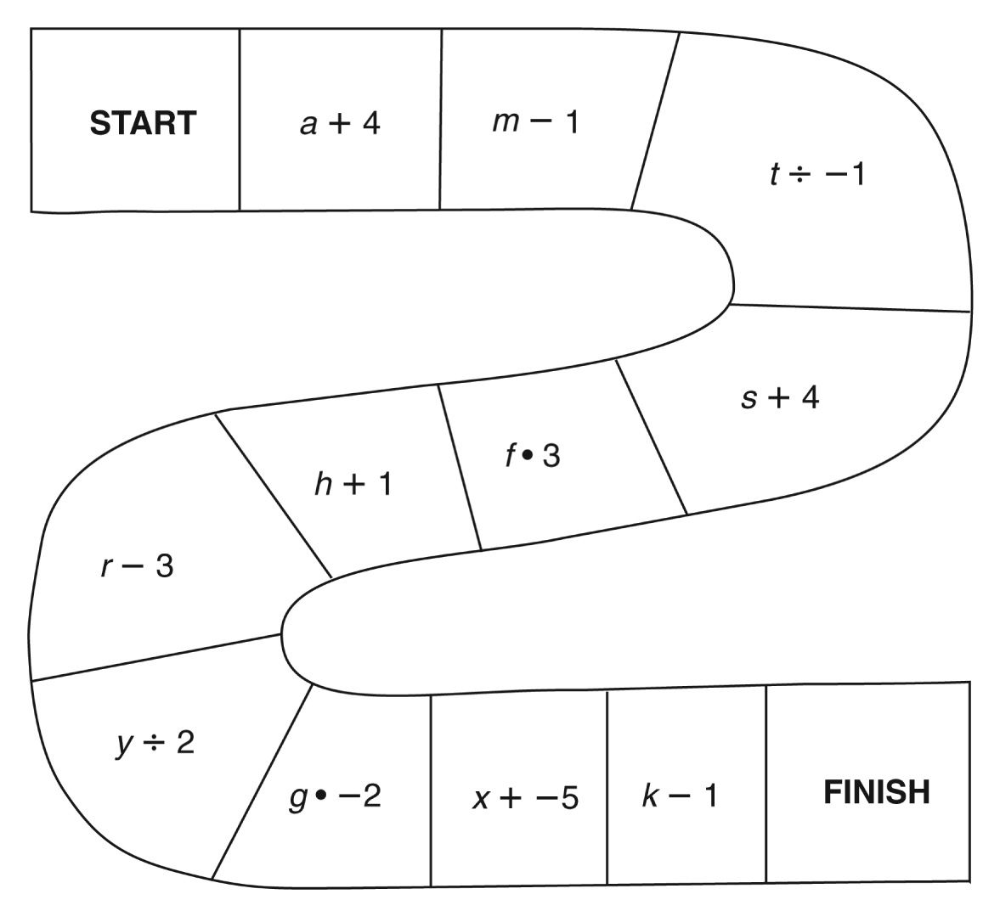 START
a + 4
m − 1
t ÷ −1
s + 4
f • 3
h + 1
r − 3
y ÷ 2
g • −2
x + −5
k − 1
FINISH